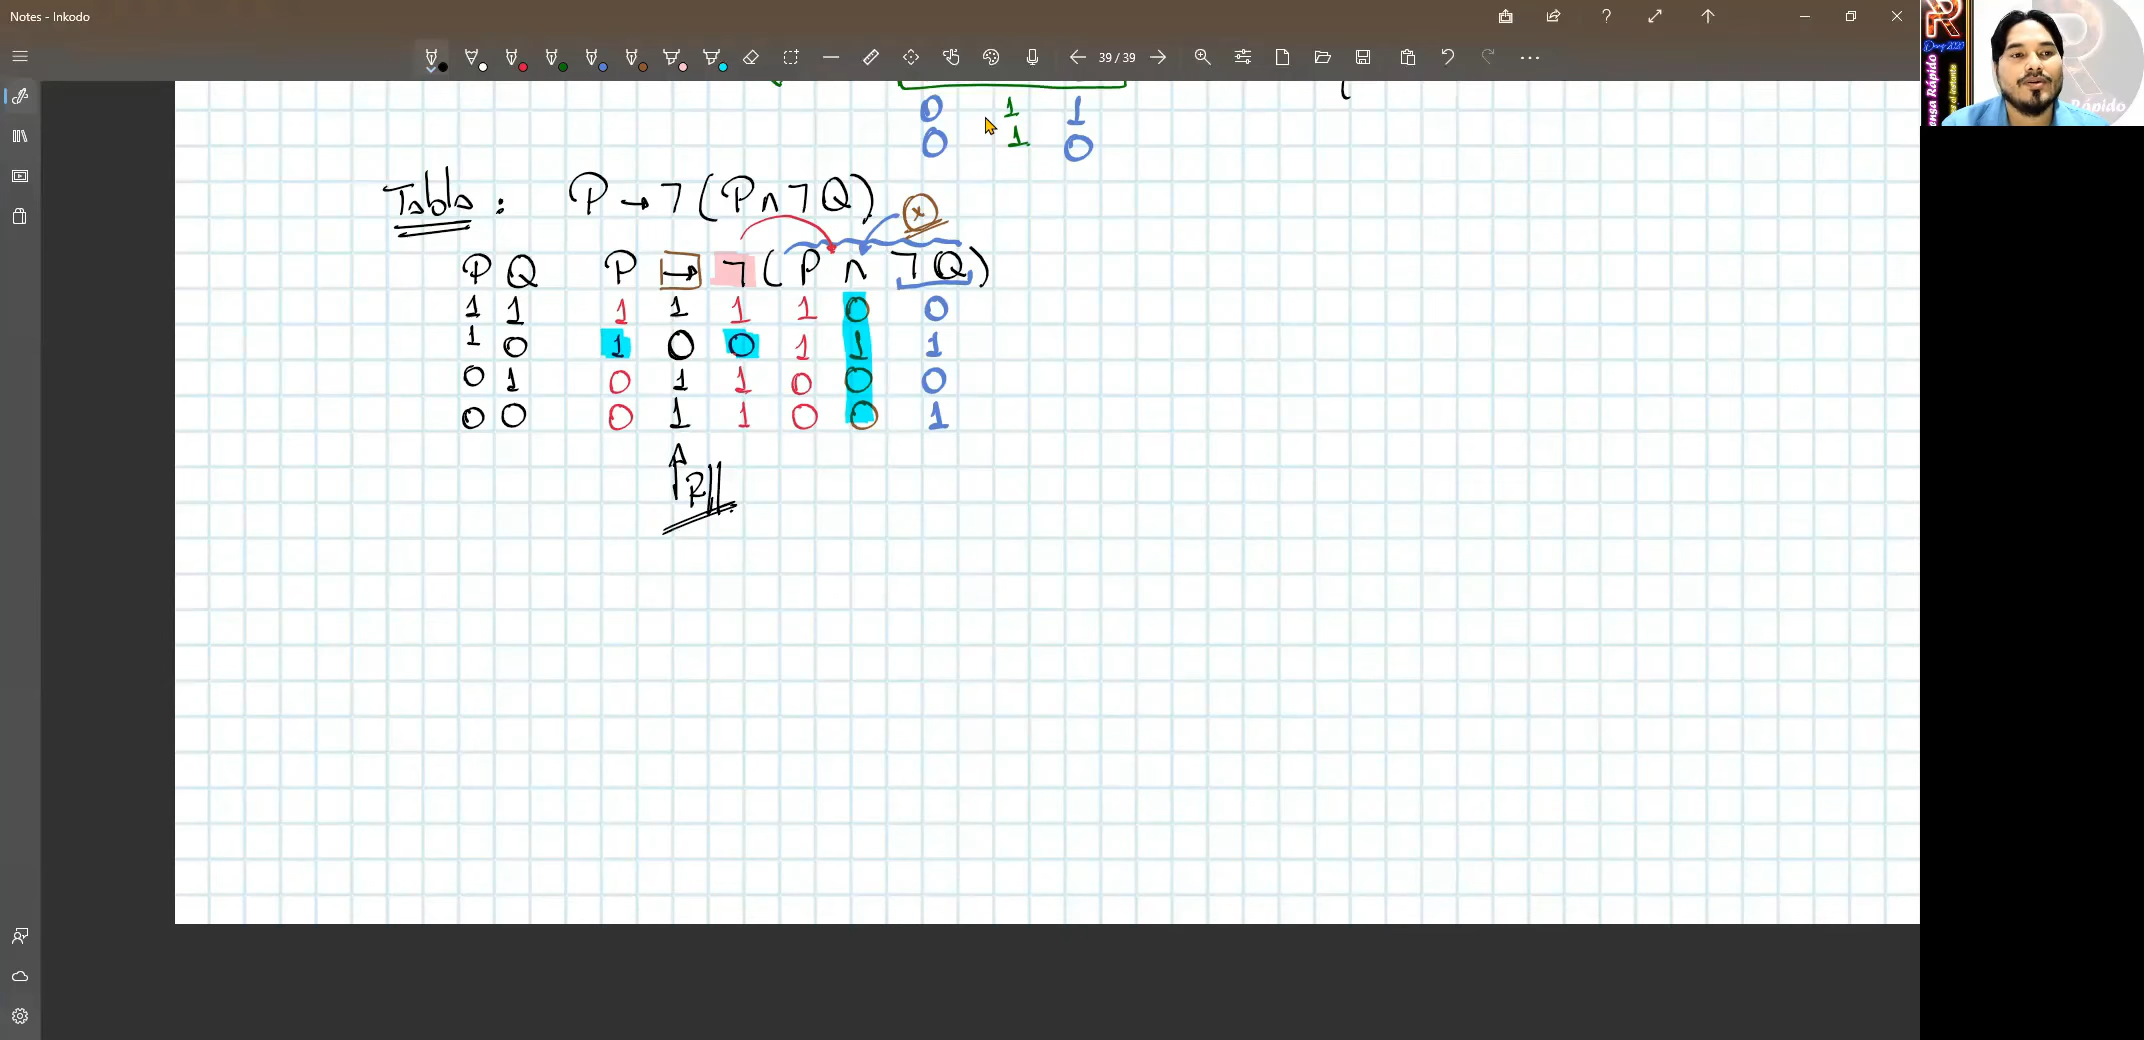 Notes - Inkodo
39 / 39
0 1 1
0 1 0
Tabla : P → ¬ ( P ∧ ¬ Q )
*
P Q P → ¬ ( P ∧ ¬ Q )
1 1 1 1 1 1 0 0
1 0 1 0 0 1 1 1
0 1 0 1 1 0 0 0
0 0 0 1 1 0 0 1
R//
Rápido
Rápido